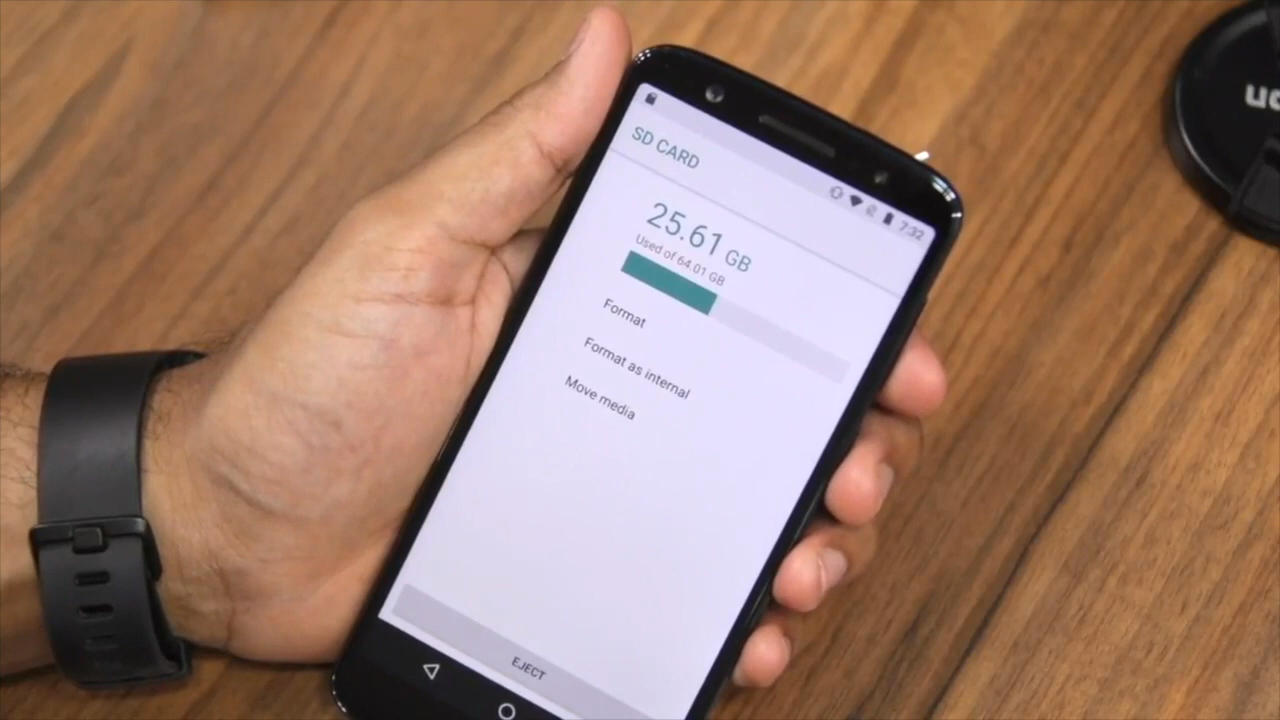 7:32
SD CARD
25.61 GB
Used of 64.01 GB
Format
Format as internal
Move media
EJECT